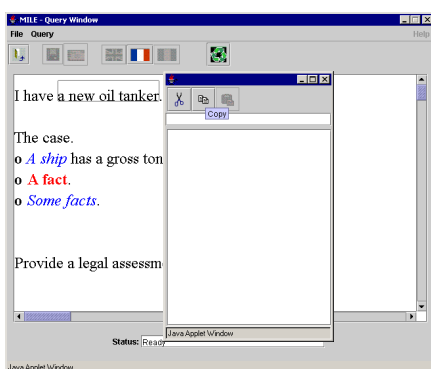 MILE - Query Window
File Query Help
I have a new oil tanker.
Copy
The case.
o A ship has a gross ton
o A fact.
o Some facts.
Provide a legal assessm
Java Applet Window
Status: Ready
Java Applet Window